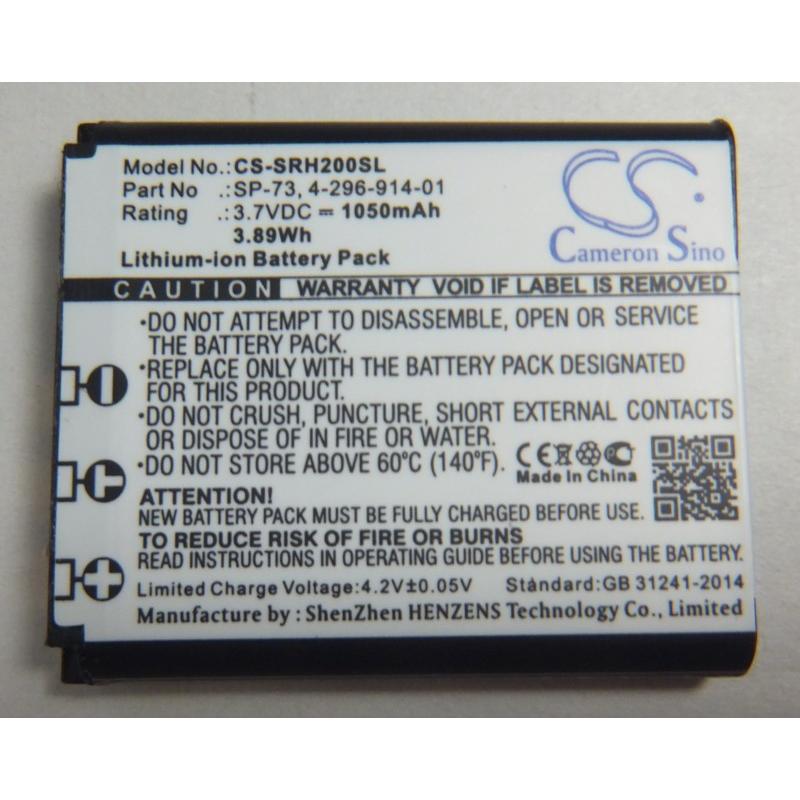 Model No.: CS-SRH200SL
Part No : SP-73, 4-296-914-01
Rating : 3.7VDC ⎓ 1050mAh
3.89Wh
Lithium-ion Battery Pack
CS
Cameron Sino
CAUTION WARRANTY VOID IF LABEL IS REMOVED
·DO NOT ATTEMPT TO DISASSEMBLE, OPEN OR SERVICE
THE BATTERY PACK.
·REPLACE ONLY WITH THE BATTERY PACK DESIGNATED
FOR THIS EQUIPMENT.
·DO NOT CRUSH, PUNCTURE, SHORT EXTERNAL CONTACTS
OR DISPOSE OF IN FIRE OR WATER.
·DO NOT STORE ABOVE 60°C (140°F).
CE
Made In China
ATTENTION!
NEW BATTERY PACK MUST BE FULLY CHARGED BEFORE USE.
TO REDUCE RISK OF FIRE OR BURNS
READ INSTRUCTIONS IN OPERATING GUIDE BEFORE USE.
Limited Charge Voltage:4.2V±0.05V Standard:GB 31241-2014
Manufacture by: ShenZhen HENZENS Technology Co., Limited
- C +